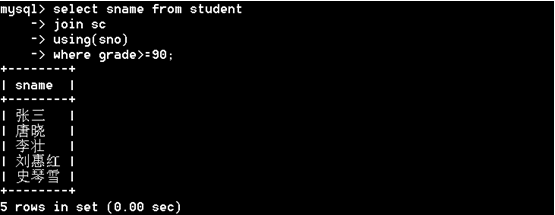 mysql> select sname from student
    -> join sc
    -> using(sno)
    -> where grade>=90;
+--------+
| sname  |
+--------+
| 张三   |
| 唐晓   |
| 李壮   |
| 刘惠红 |
| 史琴雪 |
+--------+
5 rows in set (0.00 sec)